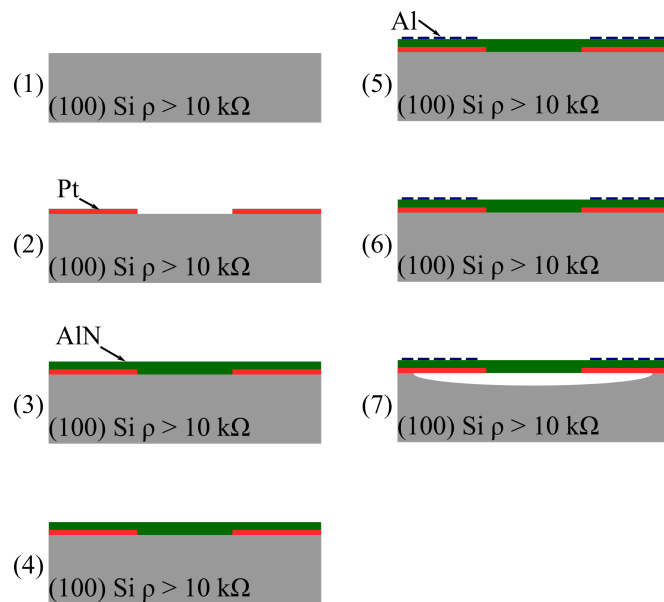 (1)
(100) Si ρ > 10 kΩ
Pt
(2)
(100) Si ρ > 10 kΩ
AlN
(3)
(100) Si ρ > 10 kΩ
(4)
(100) Si ρ > 10 kΩ
Al
(5)
(100) Si ρ > 10 kΩ
(6)
(100) Si ρ > 10 kΩ
(7)
(100) Si ρ > 10 kΩ